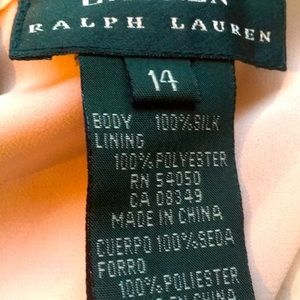 RALPH LAUREN
14
BODY 100%SILK
LINING
100%POLYESTER
RN 54050
CA 08349
MADE IN CHINA
CUERPO 100%SEDA
FORRO
100%POLIESTER